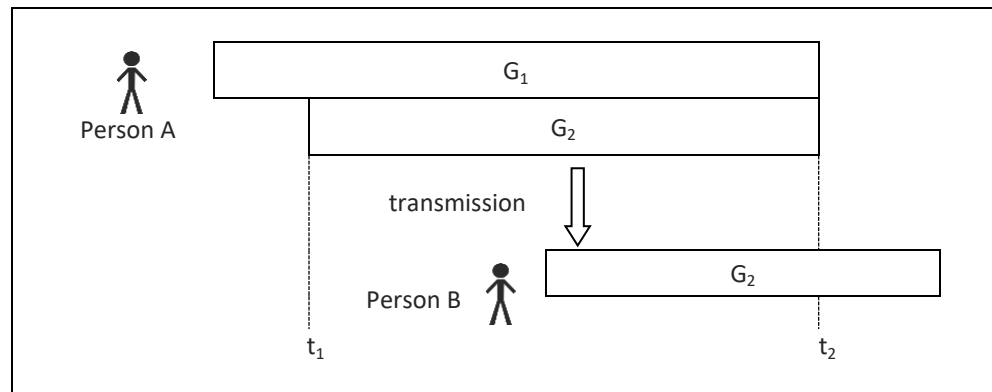 G₁
Person A
G₂
transmission
G₂
Person B
t₁ t₂